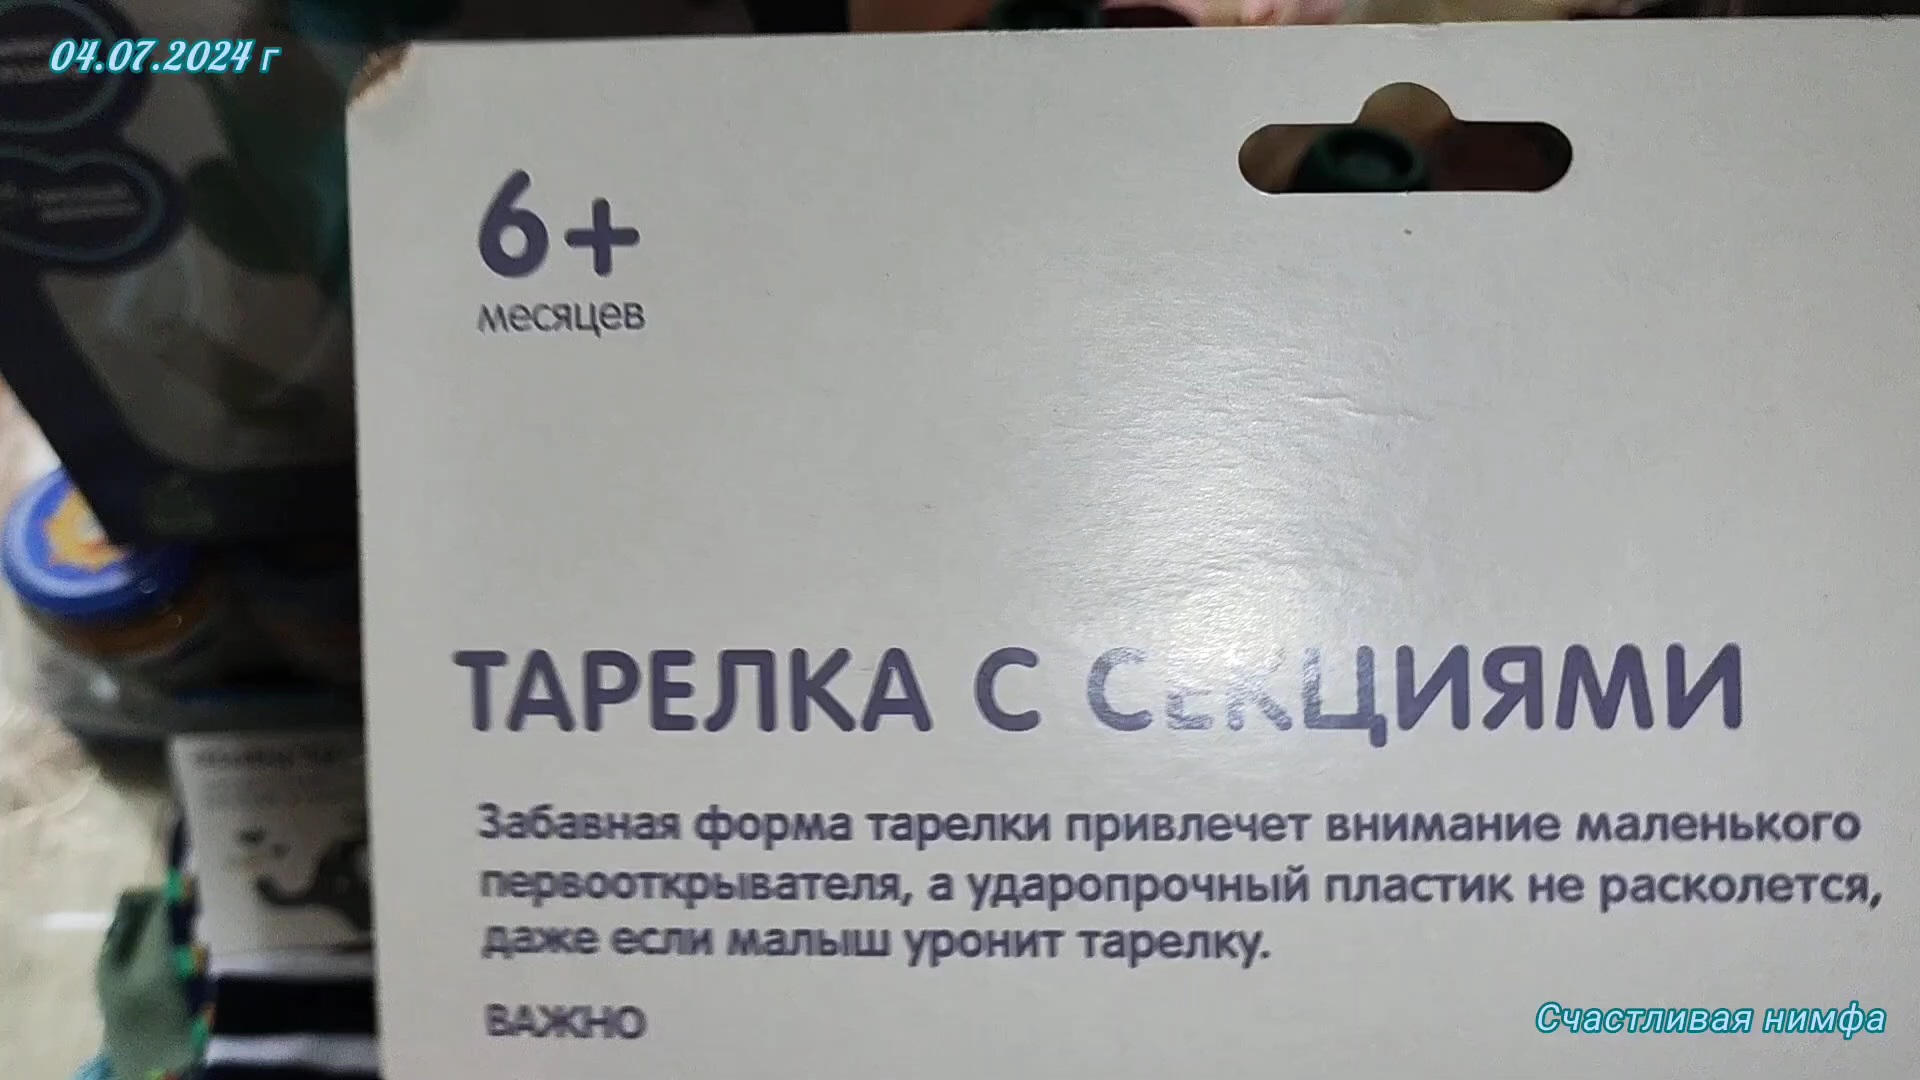 04.07.2024 г
6+
месяцев
ТАРЕЛКА С СЕКЦИЯМИ
Забавная форма тарелки привлечет внимание маленького
первооткрывателя, а ударопрочный пластик не расколется,
даже если малыш уронит тарелку.
ВАЖНО
Счастливая нимфа